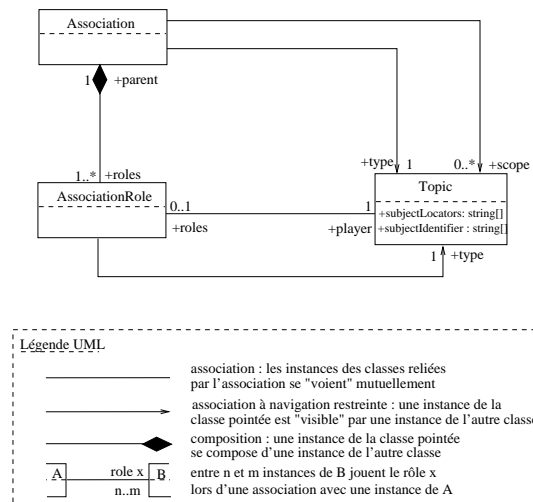 Association
1
+parent
1..*
+roles
+type
1
0..*
+scope
AssociationRole
0..1
+roles
1
+player
Topic
+subjectLocators: string[]
+subjectIdentifier : string[]
1
+type
Légende UML
association : les instances des classes reliées
par l'association se "voient" mutuellement
association à navigation restreinte : une instance de la
classe pointée est "visible" par une instance de l'autre classe
composition : une instance de la classe pointée
se compose d'une instance de l'autre classe
A
role x
B
n..m
entre n et m instances de B jouent le rôle x
lors d'une association avec une instance de A